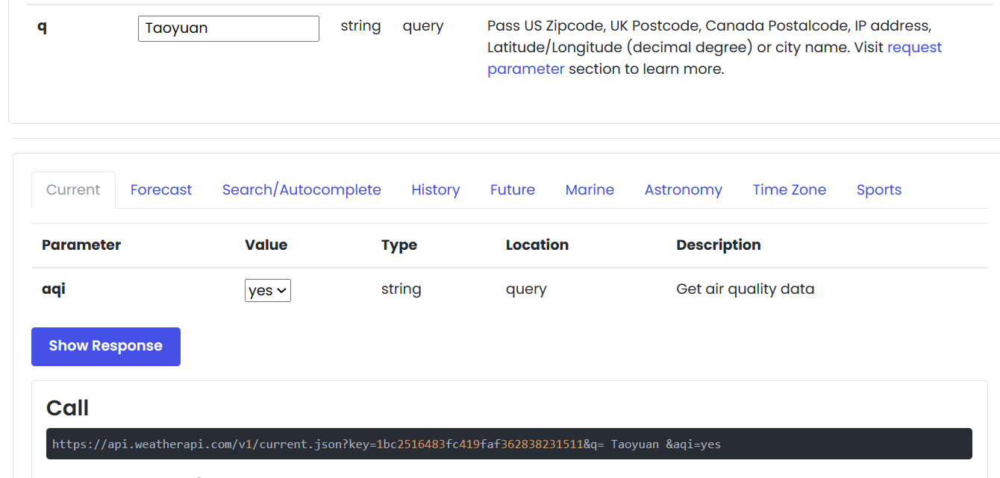 q Taoyuan string query Pass US Zipcode, UK Postcode, Canada Postalcode, IP address,
Latitude/Longitude (decimal degree) or city name. Visit request
parameter section to learn more.
Current Forecast Search/Autocomplete History Future Marine Astronomy Time Zone Sports
Parameter Value Type Location Description
aqi yes string query Get air quality data
Show Response
Call
https://api.weatherapi.com/v1/current.json?key=1bc2516483fc419faf362838231511&q= Taoyuan &aqi=yes